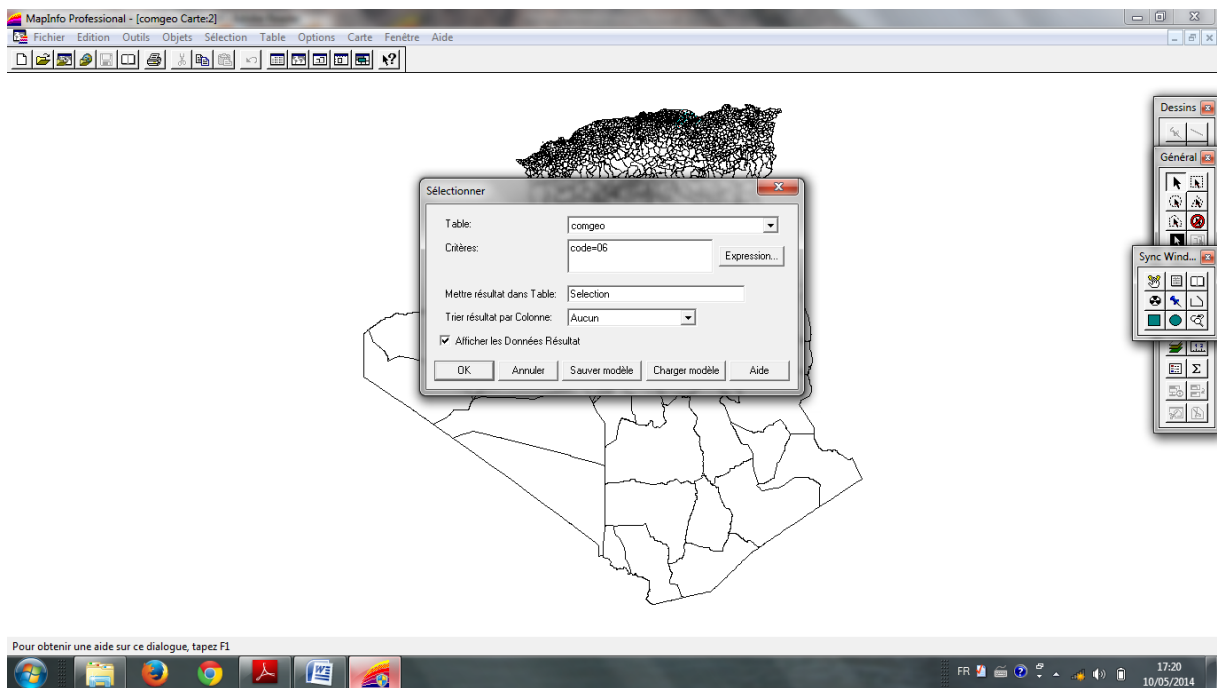 MapInfo Professional - [comgeo Carte:2]
Fichier Edition Outils Objets Sélection Table Options Carte Fenêtre Aide
Dessins
Général
Sync Wind...
Sélectionner
Table: comgeo
Critères: code=06
Expression...
Mettre résultat dans Table: Selection
Trier résultat par Colonne: Aucun
Afficher les Données Résultat
OK Annuler Sauver modèle Charger modèle Aide
Pour obtenir une aide sur ce dialogue, tapez F1
FR 17:20
10/05/2014